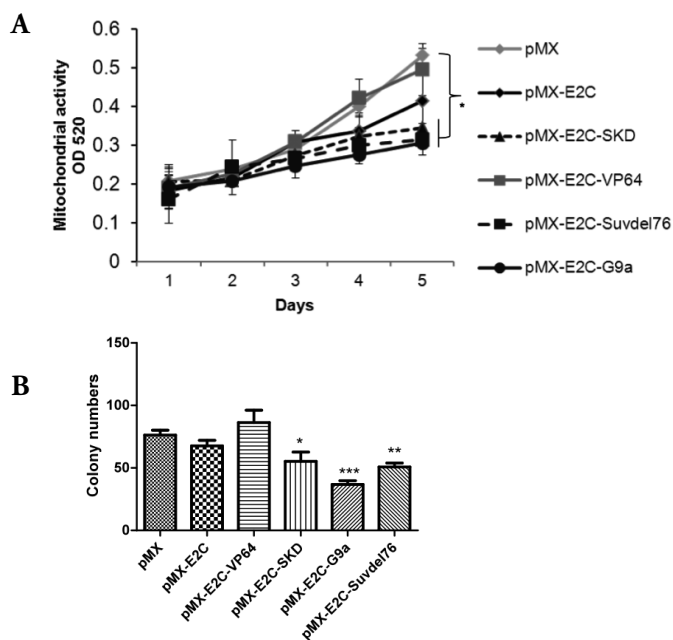 A
Mitochondrial activity
OD 520
0.6
0.5
0.4
0.3
0.2
0.1
0
1 2 3 4 5
Days
*
pMX
pMX-E2C
pMX-E2C-SKD
pMX-E2C-VP64
pMX-E2C-Suvdel76
pMX-E2C-G9a
B
Colony numbers
150
100
50
0
*
***
**
pMX
pMX-E2C
pMX-E2C-VP64
pMX-E2C-SKD
pMX-E2C-G9a
pMX-E2C-Suvdel76